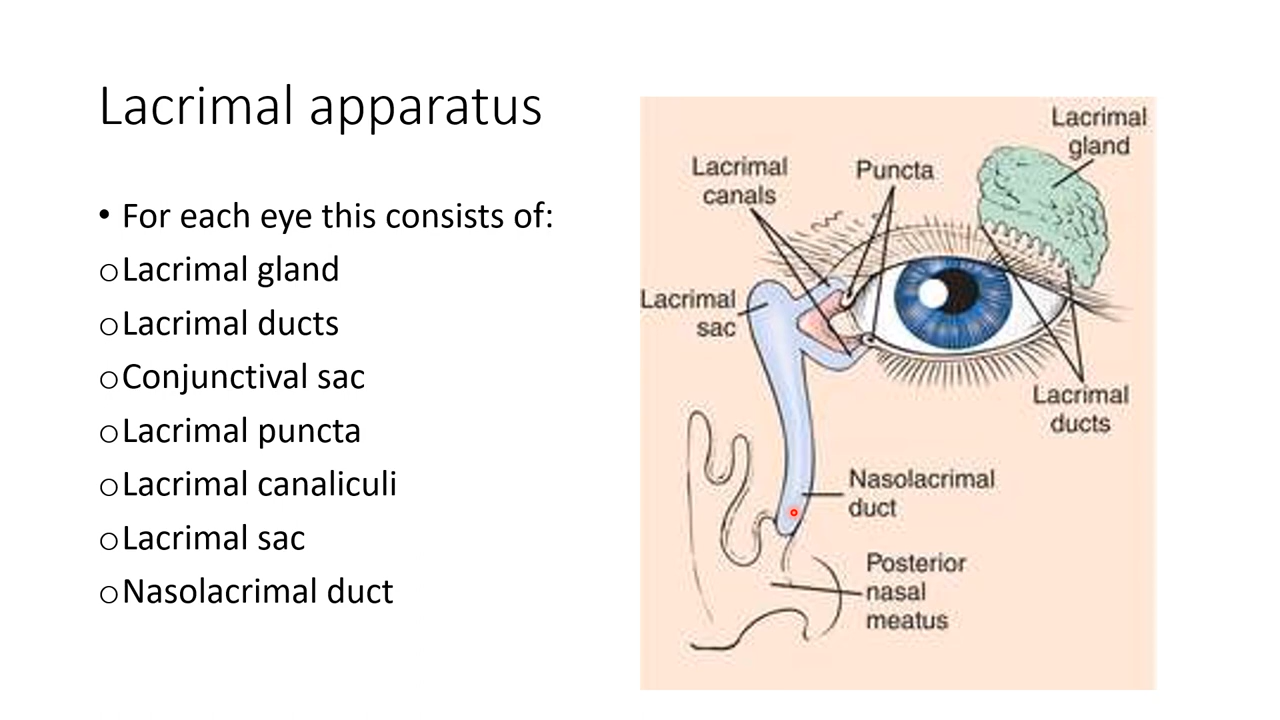 Lacrimal apparatus
• For each eye this consists of:
oLacrimal gland
oLacrimal ducts
oConjunctival sac
oLacrimal puncta
oLacrimal canaliculi
oLacrimal sac
oNasolacrimal duct
Lacrimal
gland
Lacrimal
canals
Puncta
Lacrimal
sac
Lacrimal
ducts
Nasolacrimal
duct
Posterior
nasal
meatus